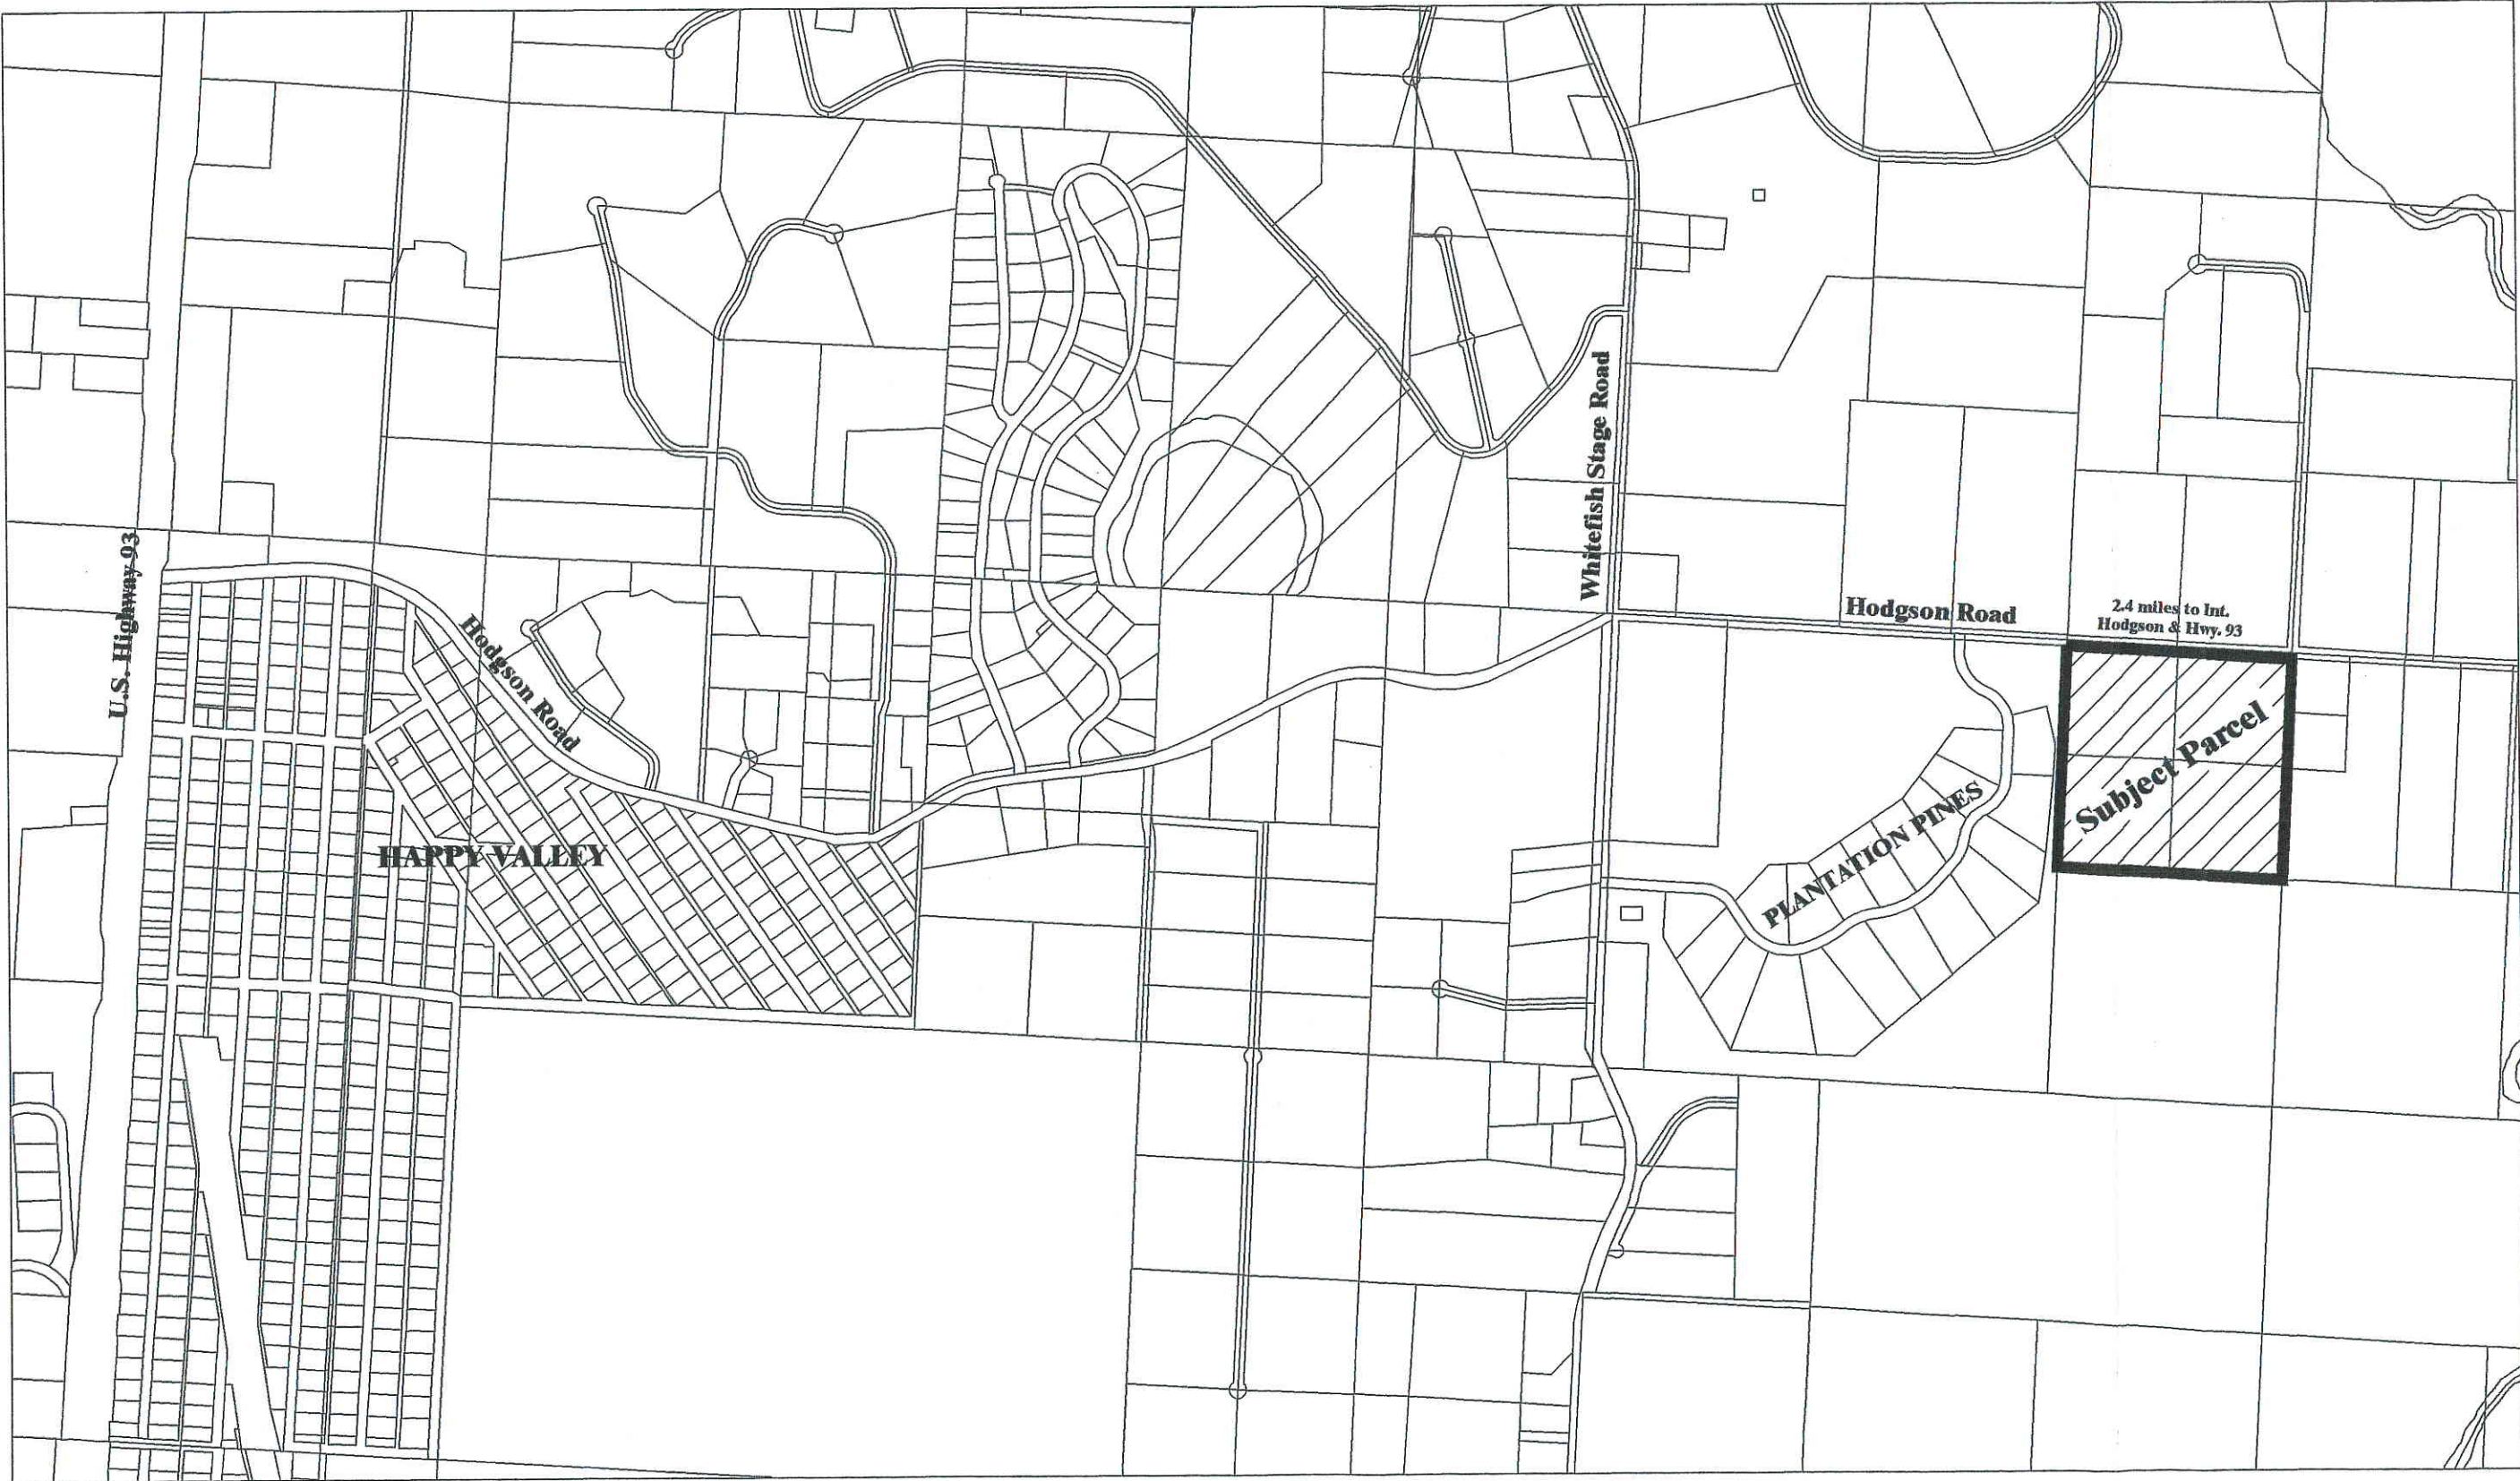 Whitefish Stage Road
U.S. Highway 93
Hodgson Road
2.4 miles to Int.
Hodgson & Hwy. 93
Hodgson Road
Subject Parcel
PLANTATION PINES
HAPPY VALLEY